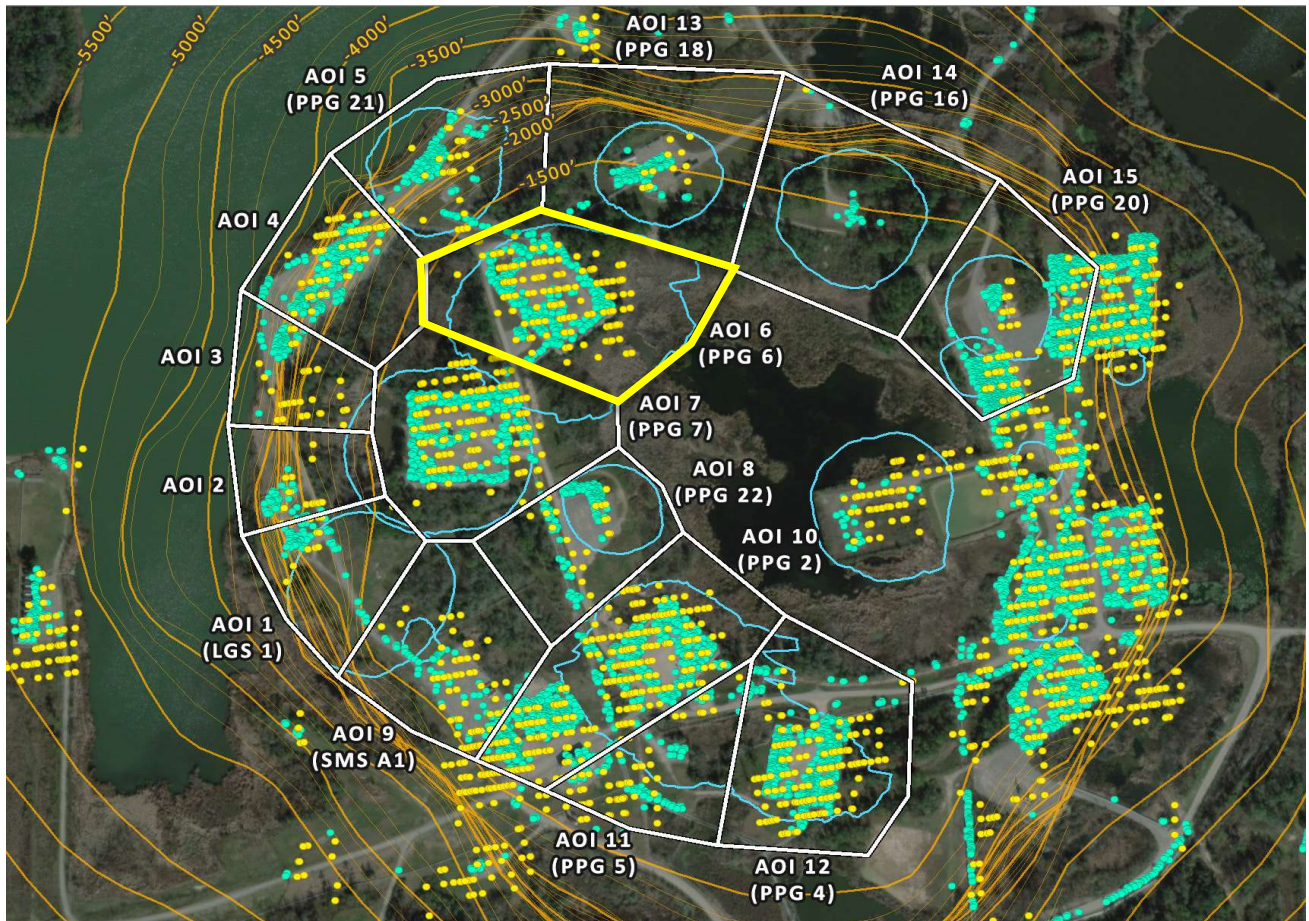 -5500'
-5000'
-4500'
-4000'
-3500'
-3000'
-2500'
-2000'
-1500'
AOI 13
(PPG 18)
AOI 14
(PPG 16)
AOI 5
(PPG 21)
AOI 15
(PPG 20)
AOI 4
AOI 3
AOI 6
(PPG 6)
AOI 7
(PPG 7)
AOI 8
(PPG 22)
AOI 2
AOI 10
(PPG 2)
AOI 1
(LGS 1)
AOI 9
(SMS A1)
AOI 11
(PPG 5)
AOI 12
(PPG 4)